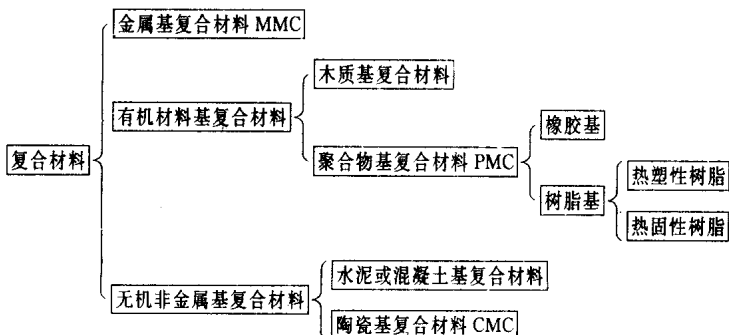 金属基复合材料 MMC
木质基复合材料
有机材料基复合材料
橡胶基
复合材料
聚合物基复合材料 PMC
热塑性树脂
树脂基
热固性树脂
水泥或混凝土基复合材料
无机非金属基复合材料
陶瓷基复合材料 CMC